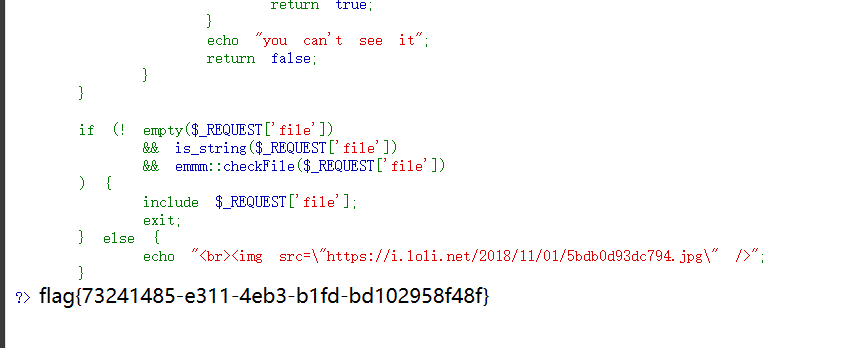 return true;
}
echo "you can't see it";
return false;
}
}
if (! empty($_REQUEST['file'])
&& is_string($_REQUEST['file'])
&& emmm::checkFile($_REQUEST['file'])
) {
include $_REQUEST['file'];
exit;
} else {
echo "<br><img src=\"https://i.loli.net/2018/11/01/5bdb0d93dc794.jpg\" />";
}
?> flag{73241485-e311-4eb3-b1fd-bd102958f48f}